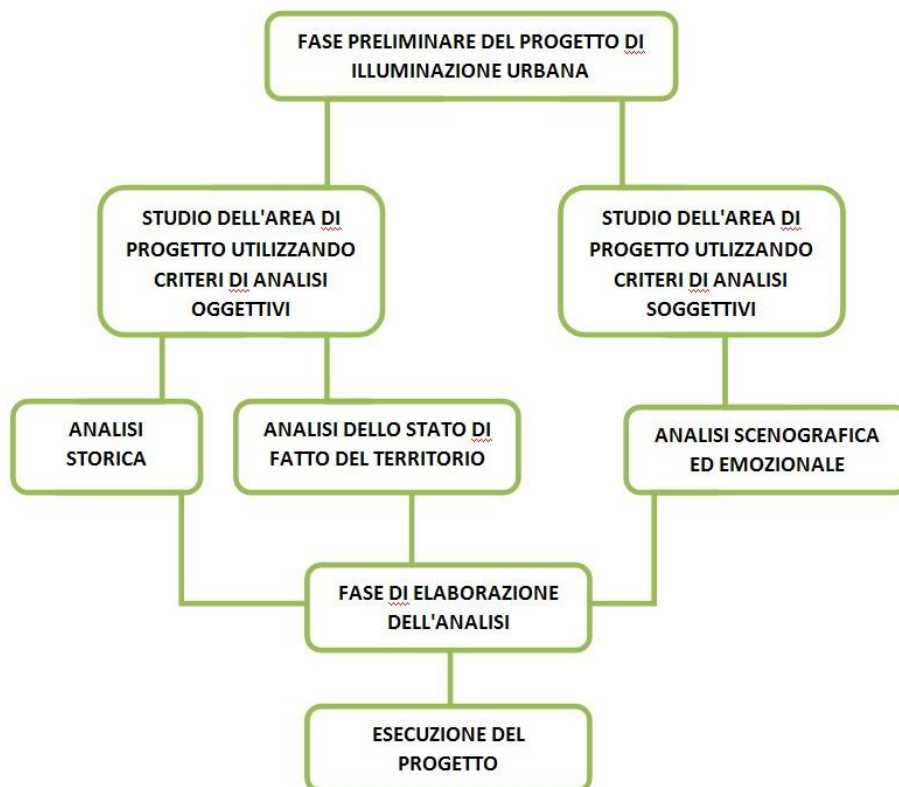 FASE PRELIMINARE DEL PROGETTO DI
ILLUMINAZIONE URBANA
STUDIO DELL'AREA DI
PROGETTO UTILIZZANDO
CRITERI DI ANALISI
OGGETTIVI
STUDIO DELL'AREA DI
PROGETTO UTLIZZANDO
CRITERI DI ANALISI
SOGGETTIVI
ANALISI
STORICA
ANALISI DELLO STATO DI
FATTO DEL TERRITORIO
ANALISI SCENOGRAFICA
ED EMOZIONALE
FASE DI ELABORAZIONE
DELL'ANALISI
ESECUZIONE DEL
PROGETTO